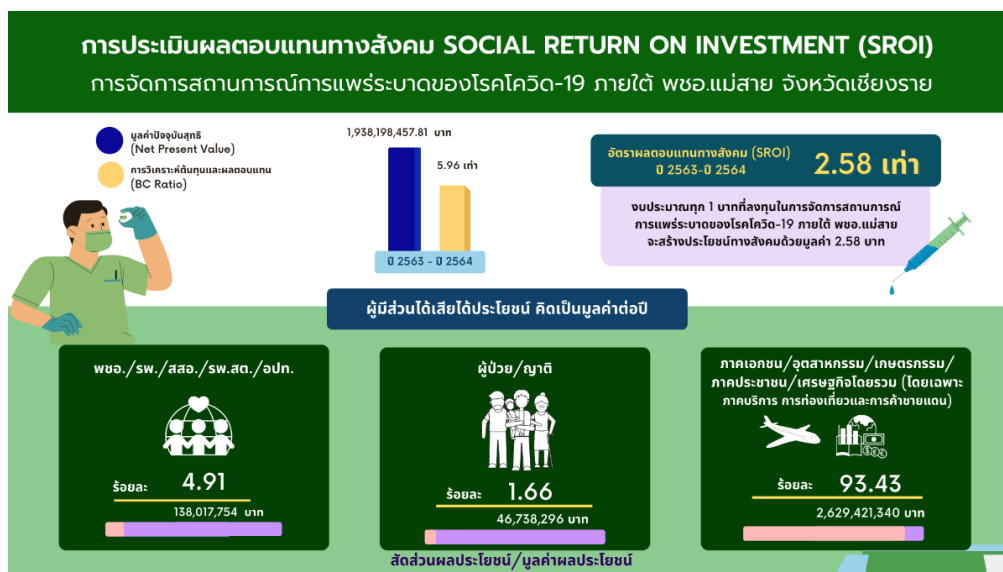 การประเมินผลตอบแทนทางสังคม SOCIAL RETURN ON INVESTMENT (SROI)
การจัดการสถานการณ์การแพร่ระบาดของโรคโควิด-19 ภายใต้ พชอ.แม่สาย จังหวัดเชียงราย
มูลค่าปัจจุบันสุทธิ
(Net Present Value)
การวิเคราะห์ต้นทุนและผลตอบแทน
(BC Ratio)
1,938,198,457.81 บาท
5.96 เท่า
ปี 2563 - ปี 2564
อัตราผลตอบแทนทางสังคม (SROI)
ปี 2563-ปี 2564
2.58 เท่า
งบประมาณทุก 1 บาทที่ลงทุนในการจัดการสถานการณ์
การแพร่ระบาดของโรคโควิด-19 ภายใต้ พชอ.แม่สาย
จะสร้างประโยชน์ทางสังคมด้วยมูลค่า 2.58 บาท
ผู้มีส่วนได้เสียได้ประโยชน์ คิดเป็นมูลค่าต่อปี
พชอ./รพ./สสอ./รพ.สต./อปท.
ร้อยละ 4.91
138,017,754 บาท
ผู้ป่วย/ญาติ
ร้อยละ 1.66
46,738,296 บาท
ภาคเอกชน/อุตสาหกรรม/เกษตรกรรม/
ภาคประชาชน/เศรษฐกิจโดยรวม (โดยเฉพาะ
ภาคบริการ การท่องเที่ยวและการค้าชายแดน)
ร้อยละ 93.43
2,629,421,340 บาท
สัดส่วนผลประโยชน์/มูลค่าผลประโยชน์